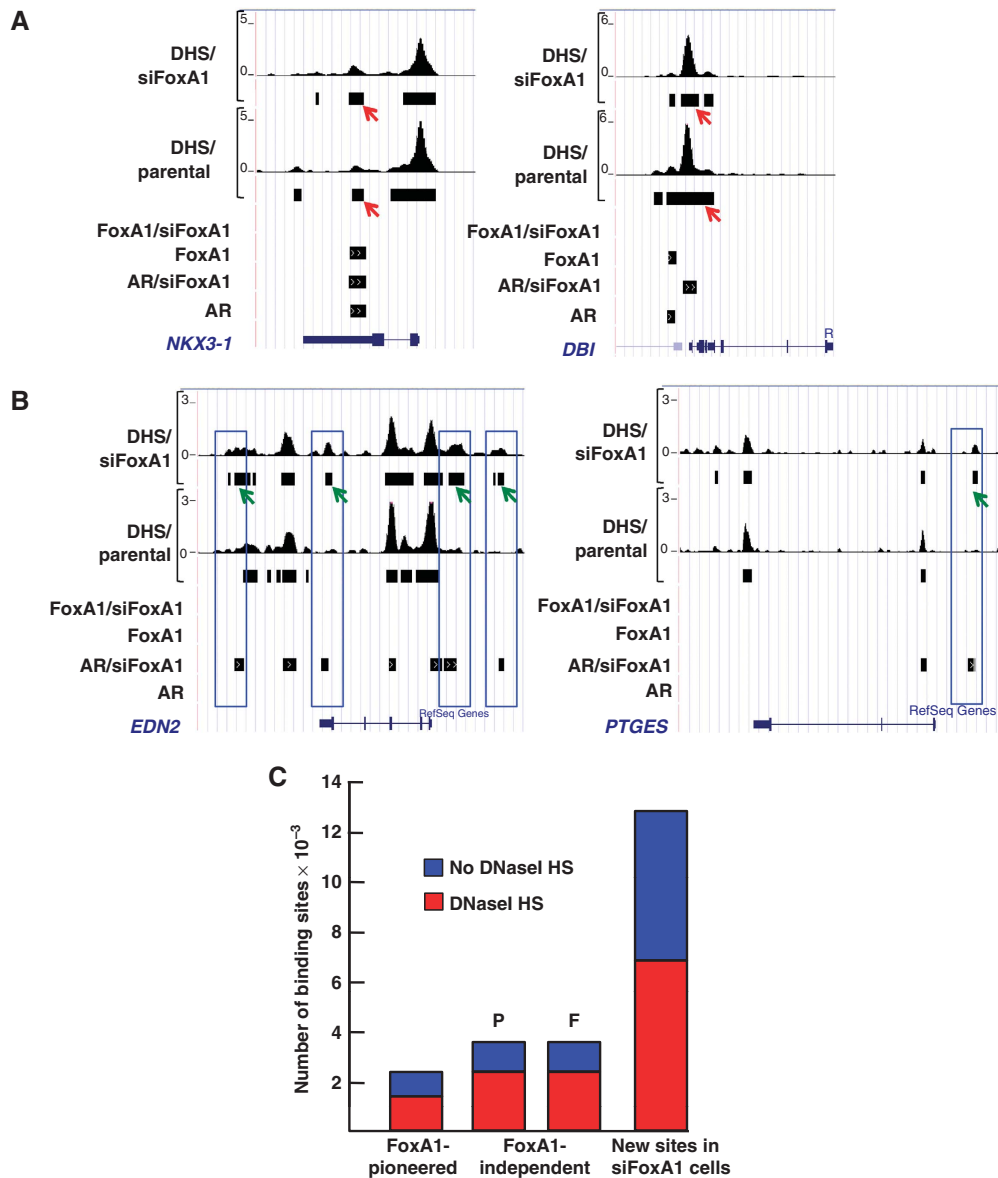 A
5
0
DHS/
siFoxA1
5
0
DHS/
parental
FoxA1/siFoxA1
FoxA1
AR/siFoxA1
AR
NKX3-1
6
0
DHS/
siFoxA1
6
0
DHS/
parental
FoxA1/siFoxA1
FoxA1
AR/siFoxA1
AR
R
DBI
B
3
0
DHS/
siFoxA1
3
0
DHS/
parental
FoxA1/siFoxA1
FoxA1
AR/siFoxA1
AR
RefSeq Genes
EDN2
3
0
DHS/
siFoxA1
3
0
DHS/
parental
FoxA1/siFoxA1
FoxA1
AR/siFoxA1
AR
RefSeq Genes
PTGES
C
Number of binding sites × 10⁻³
14
12
10
8
6
4
2
No DNaseI HS
DNaseI HS
P
F
FoxA1-
pioneered
FoxA1-
independent
New sites in
siFoxA1 cells